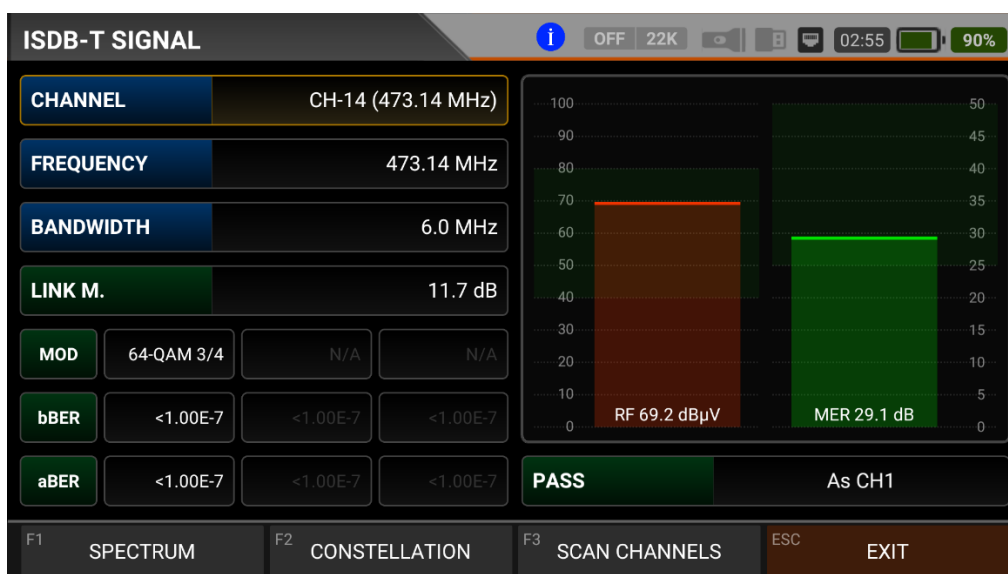 ISDB-T SIGNAL
i OFF 22K 02:55 90%
CHANNEL CH-14 (473.14 MHz)
FREQUENCY 473.14 MHz
BANDWIDTH 6.0 MHz
LINK M. 11.7 dB
MOD 64-QAM 3/4 N/A N/A
bBER <1.00E-7 <1.00E-7 <1.00E-7
aBER <1.00E-7 <1.00E-7 <1.00E-7
100 50
90 45
80 40
70 35
60 30
50 25
40 20
30 15
20 10
10 5
RF 69.2 dBµV MER 29.1 dB
0 0
PASS As CH1
F1 SPECTRUM F2 CONSTELLATION F3 SCAN CHANNELS ESC EXIT